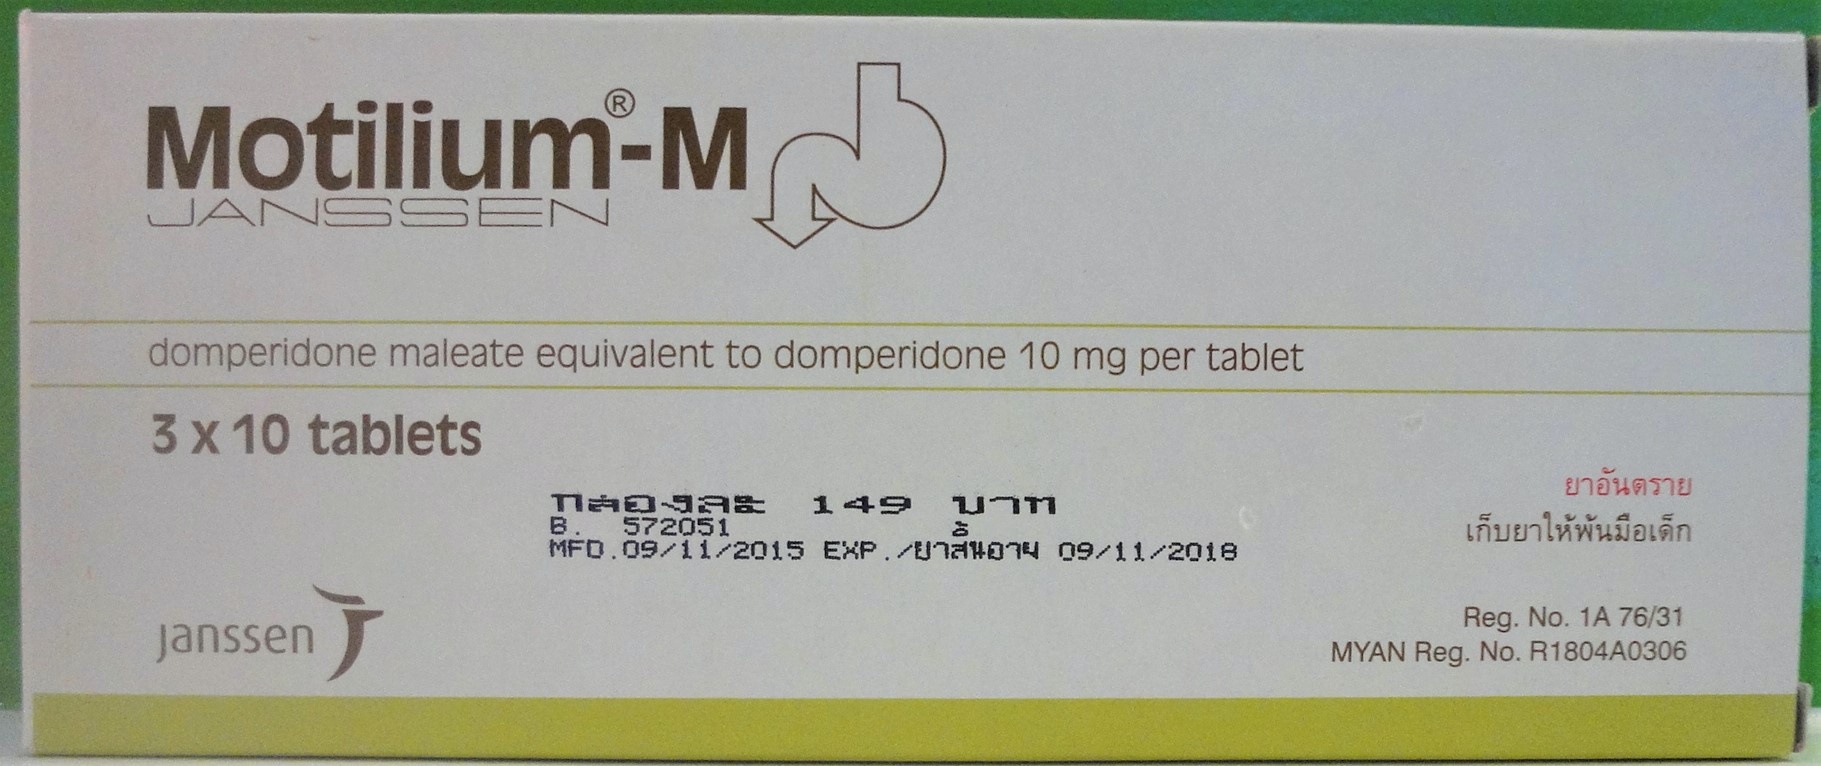 Motilium®-M
JANSSEN
domperidone maleate equivalent to domperidone 10 mg per tablet
3 x 10 tablets
กล่องละ 149 บาท
B. 572051
MFD.09/11/2015 EXP./ยาสิ้นอายุ 09/11/2018
ยาอันตราย
เก็บยาให้พ้นมือเด็ก
janssen
Reg. No. 1A 76/31
MYAN Reg. No. R1804A0306